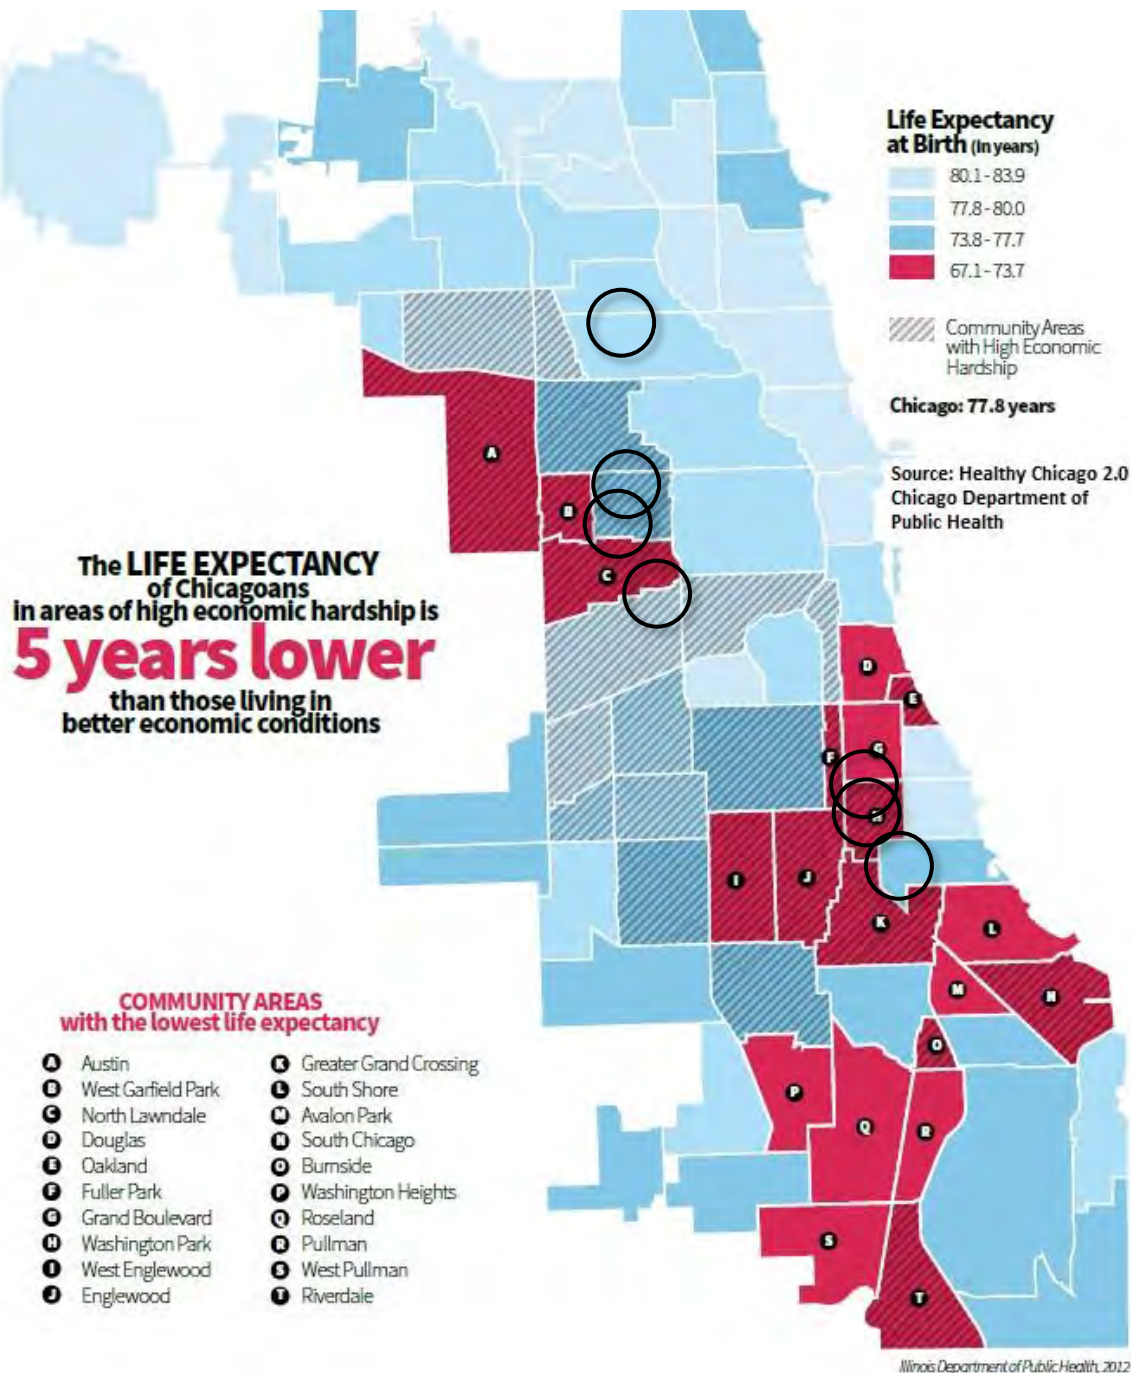 Life Expectancy
at Birth (In years)
80.1 - 83.9
77.8 - 80.0
73.8 - 77.7
67.1 - 73.7
Community Areas
with High Economic
Hardship
Chicago: 77.8 years
Source: Healthy Chicago 2.0
Chicago Department of
Public Health
The LIFE EXPECTANCY
of Chicagoans
in areas of high economic hardship is
5 years lower
than those living in
better economic conditions
A
B
C
D
E
F
G
H
I
J
K
L
M
N
O
P
Q
R
S
T
COMMUNITY AREAS
with the lowest life expectancy
A Austin
B West Garfield Park
C North Lawndale
D Douglas
E Oakland
F Fuller Park
G Grand Boulevard
H Washington Park
I West Englewood
J Englewood
K Greater Grand Crossing
L South Shore
M Avalon Park
N South Chicago
O Burnside
P Washington Heights
Q Roseland
R Pullman
S West Pullman
T Riverdale
Illinois Department of Public Health, 2012